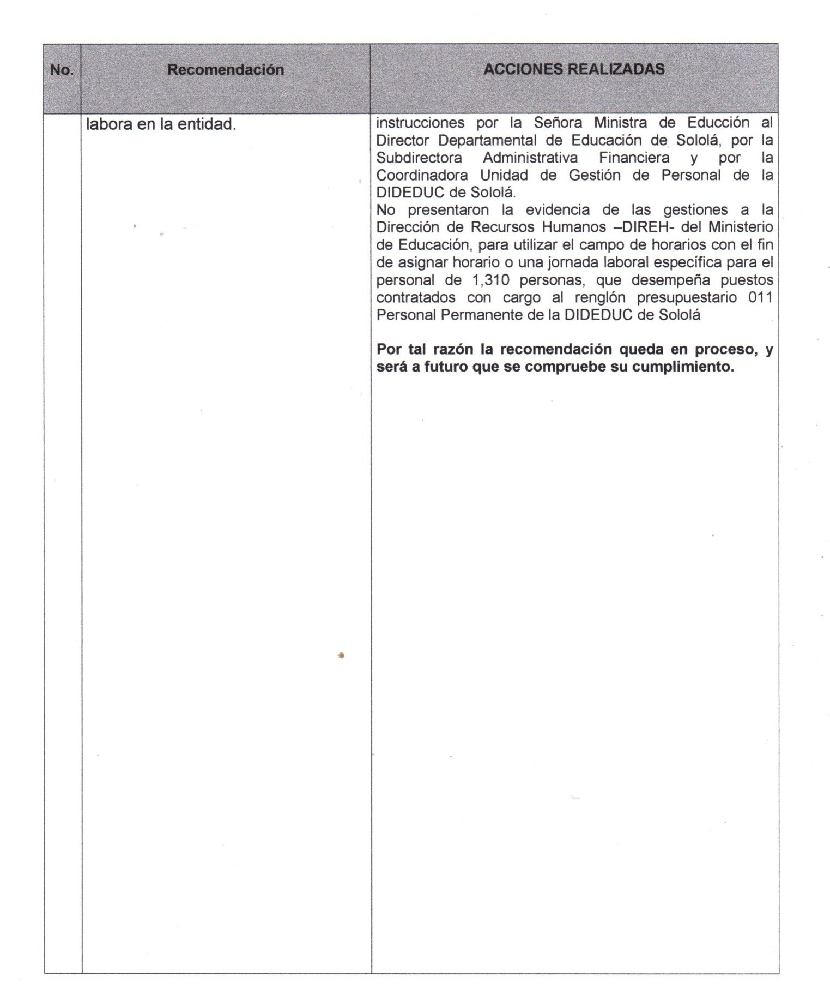 No.
Recomendación
ACCIONES REALIZADAS
labora en la entidad.
instrucciones por la Señora Ministra de Educción al
Director Departamental de Educación de Sololá, por la
Subdirectora Administrativa Financiera y por la
Coordinadora Unidad de Gestión de Personal de la
DIDEDUC de Sololá.
No presentaron la evidencia de las gestiones a la
Dirección de Recursos Humanos –DIREH- del Ministerio
de Educación, para utilizar el campo de horarios con el fin
de asignar horario o una jornada laboral específica para el
personal de 1,310 personas, que desempeña puestos
contratados con cargo al renglón presupuestario 011
Personal Permanente de la DIDEDUC de Sololá
Por tal razón la recomendación queda en proceso, y
será a futuro que se compruebe su cumplimiento.